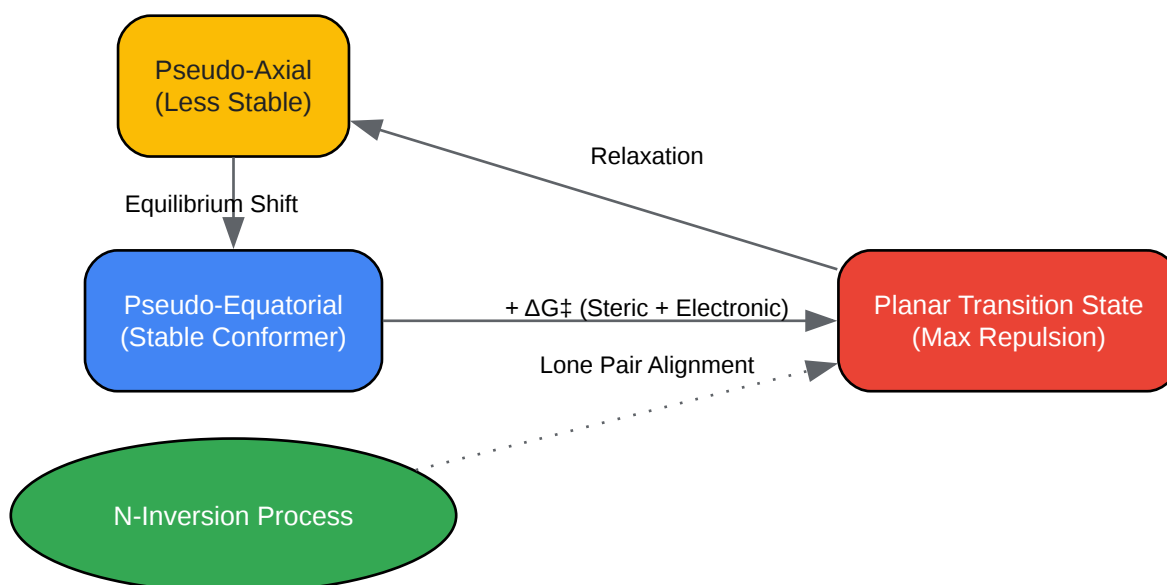 Pseudo-Axial
(Less Stable)
Relaxation
Equilibrium Shift
Pseudo-Equatorial
(Stable Conformer)
+ ΔG‡ (Steric + Electronic)
Planar Transition State
(Max Repulsion)
Lone Pair Alignment
N-Inversion Process